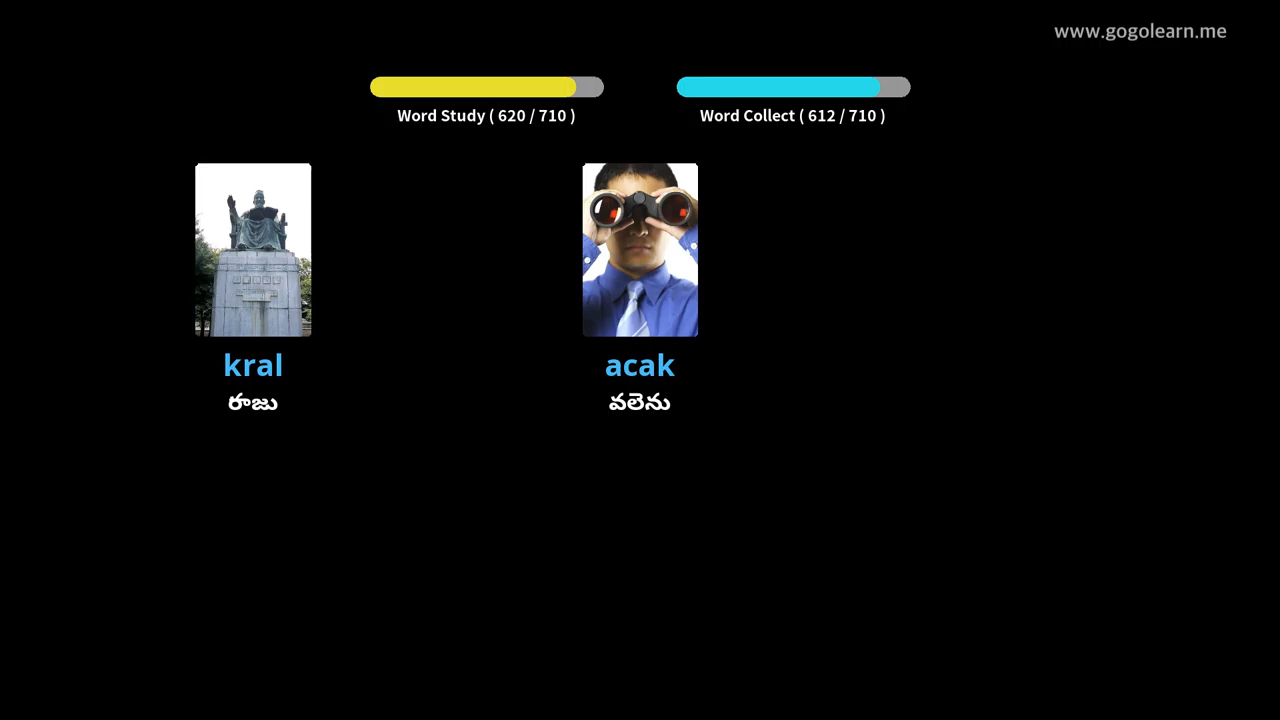 www.gogolearn.me
Word Study ( 620 / 710 )
Word Collect ( 612 / 710 )
kral
రాజు
acak
వలెను